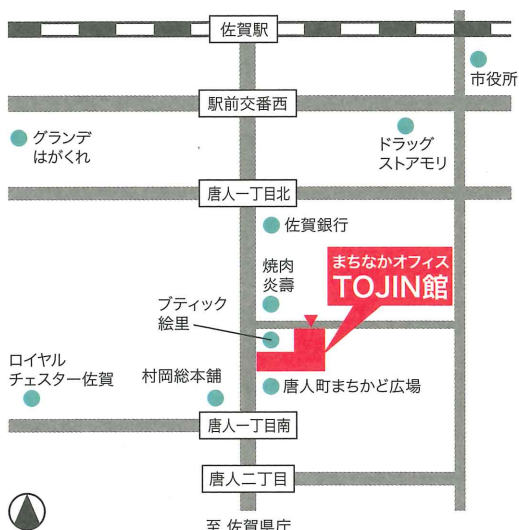 佐賀駅
市役所
駅前交番西
グランデ
はがくれ
ドラッグ
ストアモリ
唐人一丁目北
佐賀銀行
まちなかオフィス
TOJIN館
焼肉
炎壽
ブティック
絵里
ロイヤル
チェスター佐賀
村岡総本舗
唐人町まちかど広場
唐人一丁目南
唐人二丁目
至 佐賀県庁